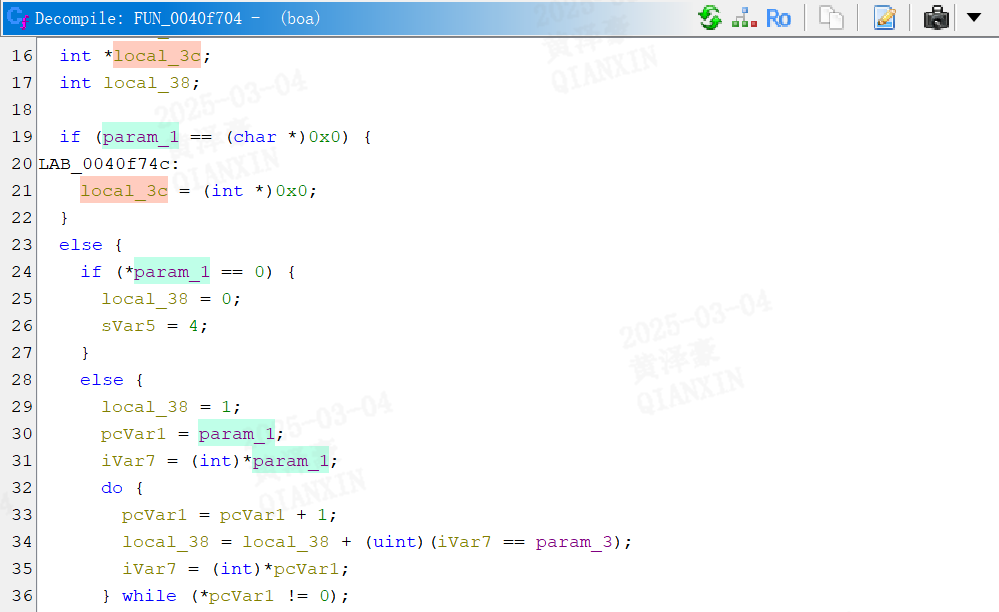 Decompile: FUN_0040f704 - (boa)
Ro
16 int *local_3c;
17 int local_38;
18
19 if (param_1 == (char *)0x0) {
20 LAB_0040f74c:
21 local_3c = (int *)0x0;
22 }
23 else {
24 if (*param_1 == 0) {
25 local_38 = 0;
26 sVar5 = 4;
27 }
28 else {
29 local_38 = 1;
30 pcVar1 = param_1;
31 iVar7 = (int)*param_1;
32 do {
33 pcVar1 = pcVar1 + 1;
34 local_38 = local_38 + (uint)(iVar7 == param_3);
35 iVar7 = (int)*pcVar1;
36 } while (*pcVar1 != 0);
2025-03-04
黄泽豪
QIANXIN